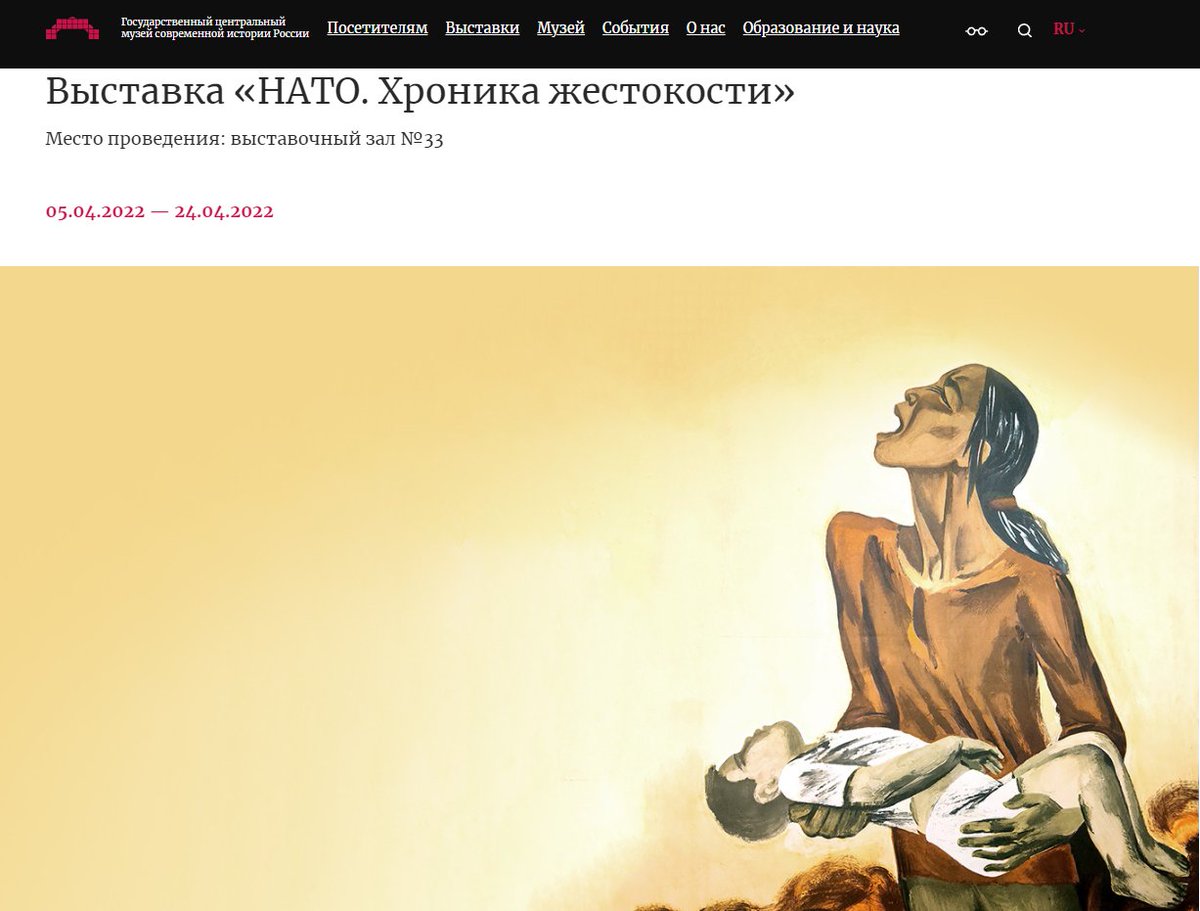 Государственный центральный
музей современной истории России
Посетителям Выставки Музей События О нас Образование и наука
RU
Выставка «НАТО. Хроника жестокости»
Место проведения: выставочный зал №33
05.04.2022 — 24.04.2022